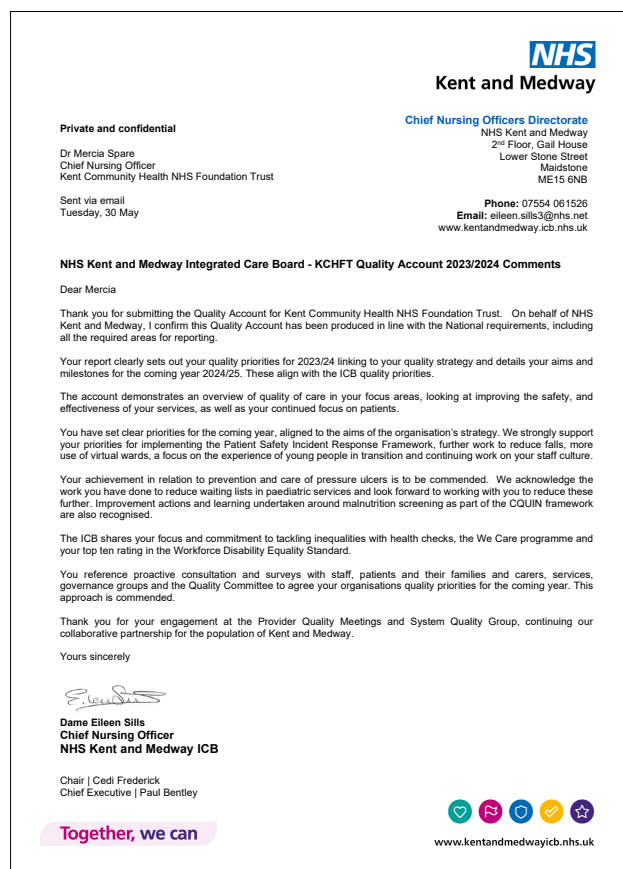 NHS
Kent and Medway
Private and confidential
Dr Mercia Spare
Chief Nursing Officer
Kent Community Health NHS Foundation Trust
Sent via email
Tuesday, 30 May
Chief Nursing Officers Directorate
NHS Kent and Medway
2nd Floor, Gail House
Lower Stone Street
Maidstone
ME15 6NB
Phone: 07554 061526
Email: eileen.sills3@nhs.net
www.kentandmedway.icb.nhs.uk
NHS Kent and Medway Integrated Care Board - KCHFT Quality Account 2023/2024 Comments
Dear Mercia
Thank you for submitting the Quality Account for Kent Community Health NHS Foundation Trust. On behalf of NHS
Kent and Medway, I confirm this Quality Account has been produced in line with the National requirements, including
all the required areas for reporting.
Your report clearly sets out your quality priorities for 2023/24 linking to your quality strategy and details your aims and
milestones for the coming year 2024/25. These align with the ICB quality priorities.
The account demonstrates an overview of quality of care in your focus areas, looking at improving the safety, and
effectiveness of your services, as well as your continued focus on patients.
You have set clear priorities for the coming year, aligned to the aims of the organisation's strategy. We strongly support
your priorities for implementing the Patient Safety Incident Response Framework, further work to reduce falls, more
use of virtual wards, a focus on the experience of young people in transition and continuing work on your staff culture.
Your achievement in relation to prevention and care of pressure ulcers is to be commended. We acknowledge the
work you have done to reduce waiting lists in paediatric services and look forward to working with you to reduce these
further. Improvement actions and learning undertaken around malnutrition screening as part of the CQUIN framework
are also recognised.
The ICB shares your focus and commitment to tackling inequalities with health checks, the We Care programme and
your top ten rating in the Workforce Disability Equality Standard.
You reference proactive consultation and surveys with staff, patients and their families and carers, services,
governance groups and the Quality Committee to agree your organisations quality priorities for the coming year. This
approach is commended.
Thank you for your engagement at the Provider Quality Meetings and System Quality Group, continuing our
collaborative partnership for the population of Kent and Medway.
Yours sincerely
Dame Eileen Sills
Chief Nursing Officer
NHS Kent and Medway ICB
Chair | Cedi Frederick
Chief Executive | Paul Bentley
Together, we can
www.kentandmedwayicb.nhs.uk